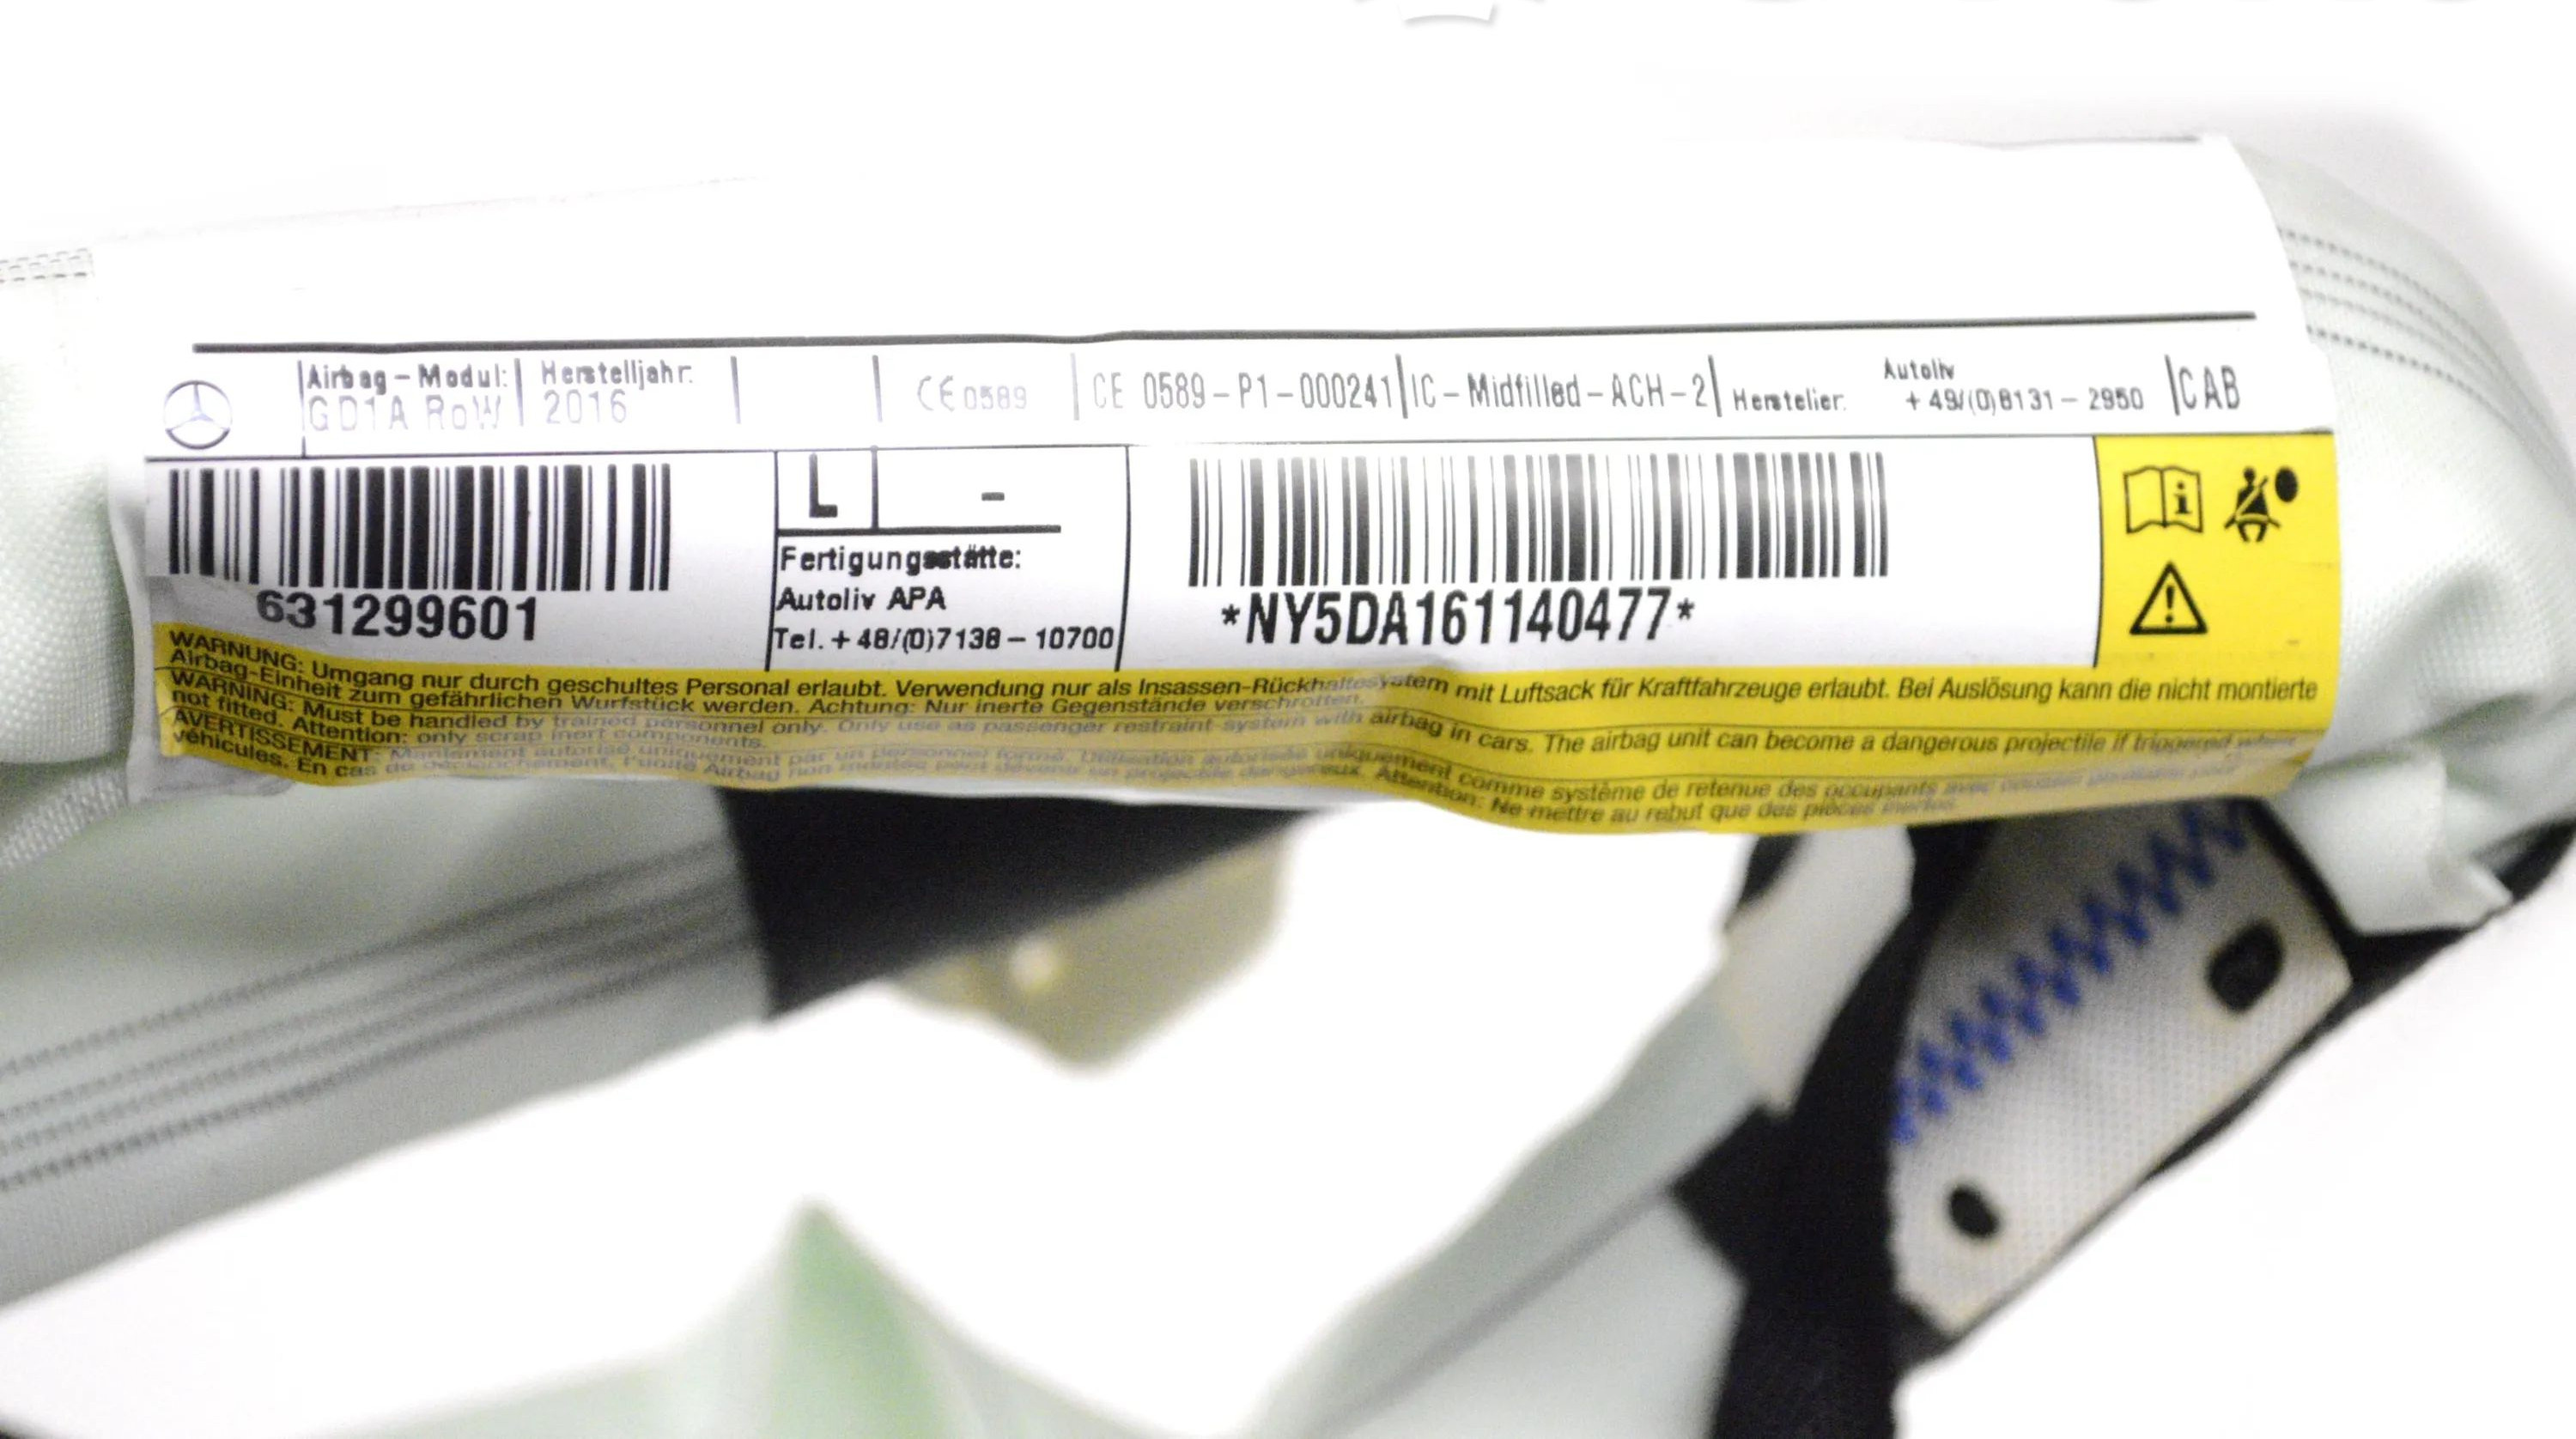 Airbag-Modul:
GD1A RoW
Herstelljahr:
2016
CE 0589
CE 0589-P1-000241
IC-Midfilled-ACH-2
Hersteller:
Autoliv
+49/(0)8131-2950
CAB
631299601
L
-
Fertigungsstätte:
Autoliv APA
Tel.+48/(0)7138-10700
*NY5DA161140477*
WARNUNG: Umgang nur durch geschultes Personal erlaubt. Verwendung nur als Insassen-Rückhaltesystem mit Luftsack für Kraftfahrzeuge erlaubt. Bei Auslösung kann die nicht montierte
Airbag-Einheit zum gefährlichen Wurfstück werden. Achtung: Nur inerte Gegenstände verschrotten.
WARNING: Must be handled by trained personnel only. Only use as passenger restraint system with airbag in cars. The airbag unit can become a dangerous projectile if triggered when
not fitted. Attention: only scrap inert components.
AVERTISSEMENT: Maniement autorisé uniquement par un personnel formé. Utilisation autorisée uniquement comme système de retenue des occupants avec coussin gonflable pour
véhicules. En cas de déclenchement, l'unité Airbag non montée peut devenir un projectile dangereux. Attention: Ne mettre au rebut que des pièces inertes.